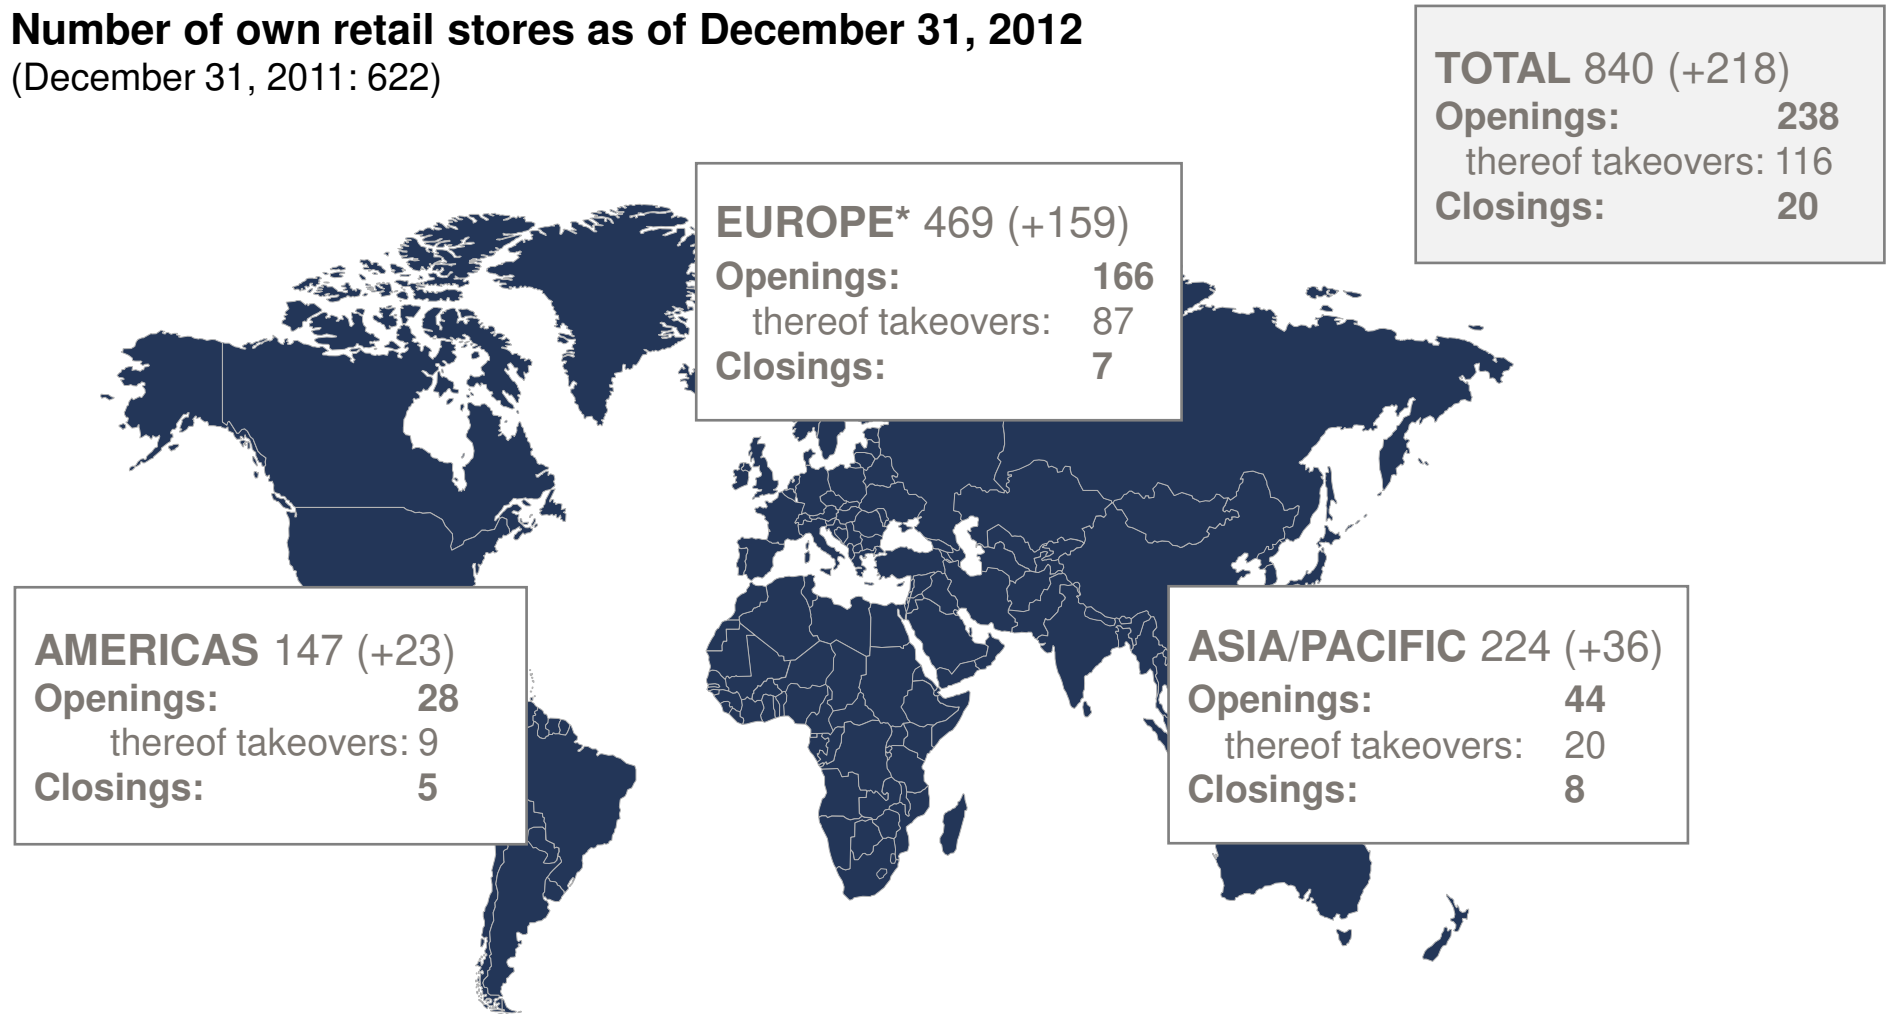 Number of own retail stores as of December 31, 2012
(December 31, 2011: 622)
TOTAL 840 (+218)
Openings: 238
thereof takeovers: 116
Closings: 20
EUROPE* 469 (+159)
Openings: 166
thereof takeovers: 87
Closings: 7
AMERICAS 147 (+23)
Openings: 28
thereof takeovers: 9
Closings: 5
ASIA/PACIFIC 224 (+36)
Openings: 44
thereof takeovers: 20
Closings: 8